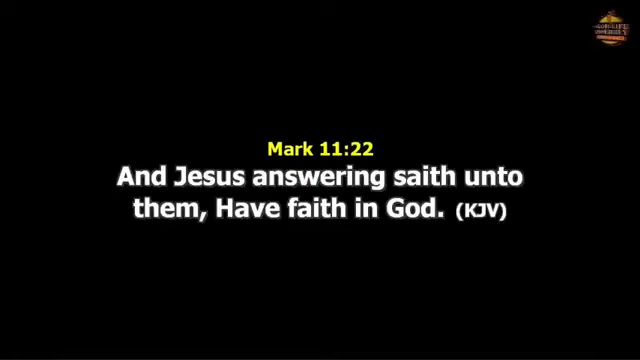 Mark 11:22
And Jesus answering saith unto
them, Have faith in God. (KJV)